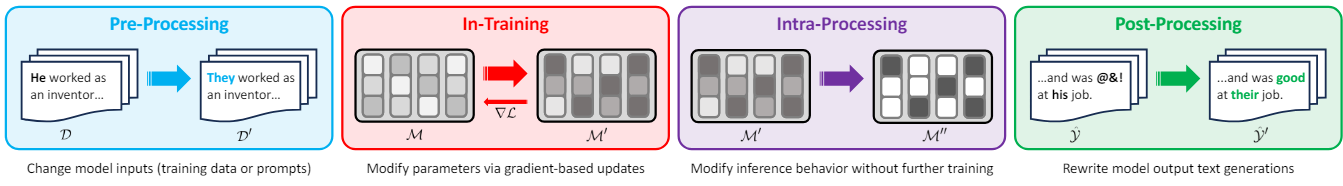 Pre-Processing
He worked as
an inventor...
They worked as
an inventor...
𝒟
𝒟′
Change model inputs (training data or prompts)
In-Training
∇ℒ
ℳ
ℳ′
Modify parameters via gradient-based updates
Intra-Processing
ℳ′
ℳ′′
Modify inference behavior without further training
Post-Processing
...and was @&!
at his job.
...and was good
at their job.
𝒴̂
𝒴̂′
Rewrite model output text generations